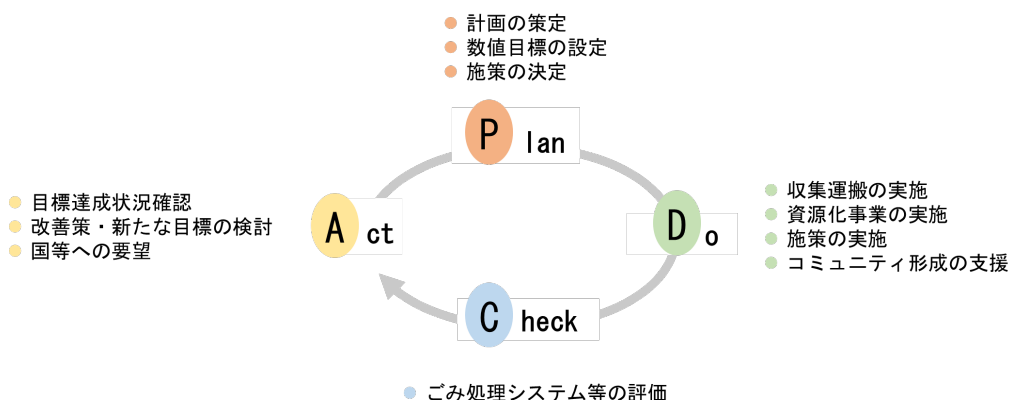 計画の策定
数値目標の設定
施策の決定
Plan
目標達成状況確認
改善策・新たな目標の検討
国等への要望
Act
Do
収集運搬の実施
資源化事業の実施
施策の実施
コミュニティ形成の支援
Check
ごみ処理システム等の評価